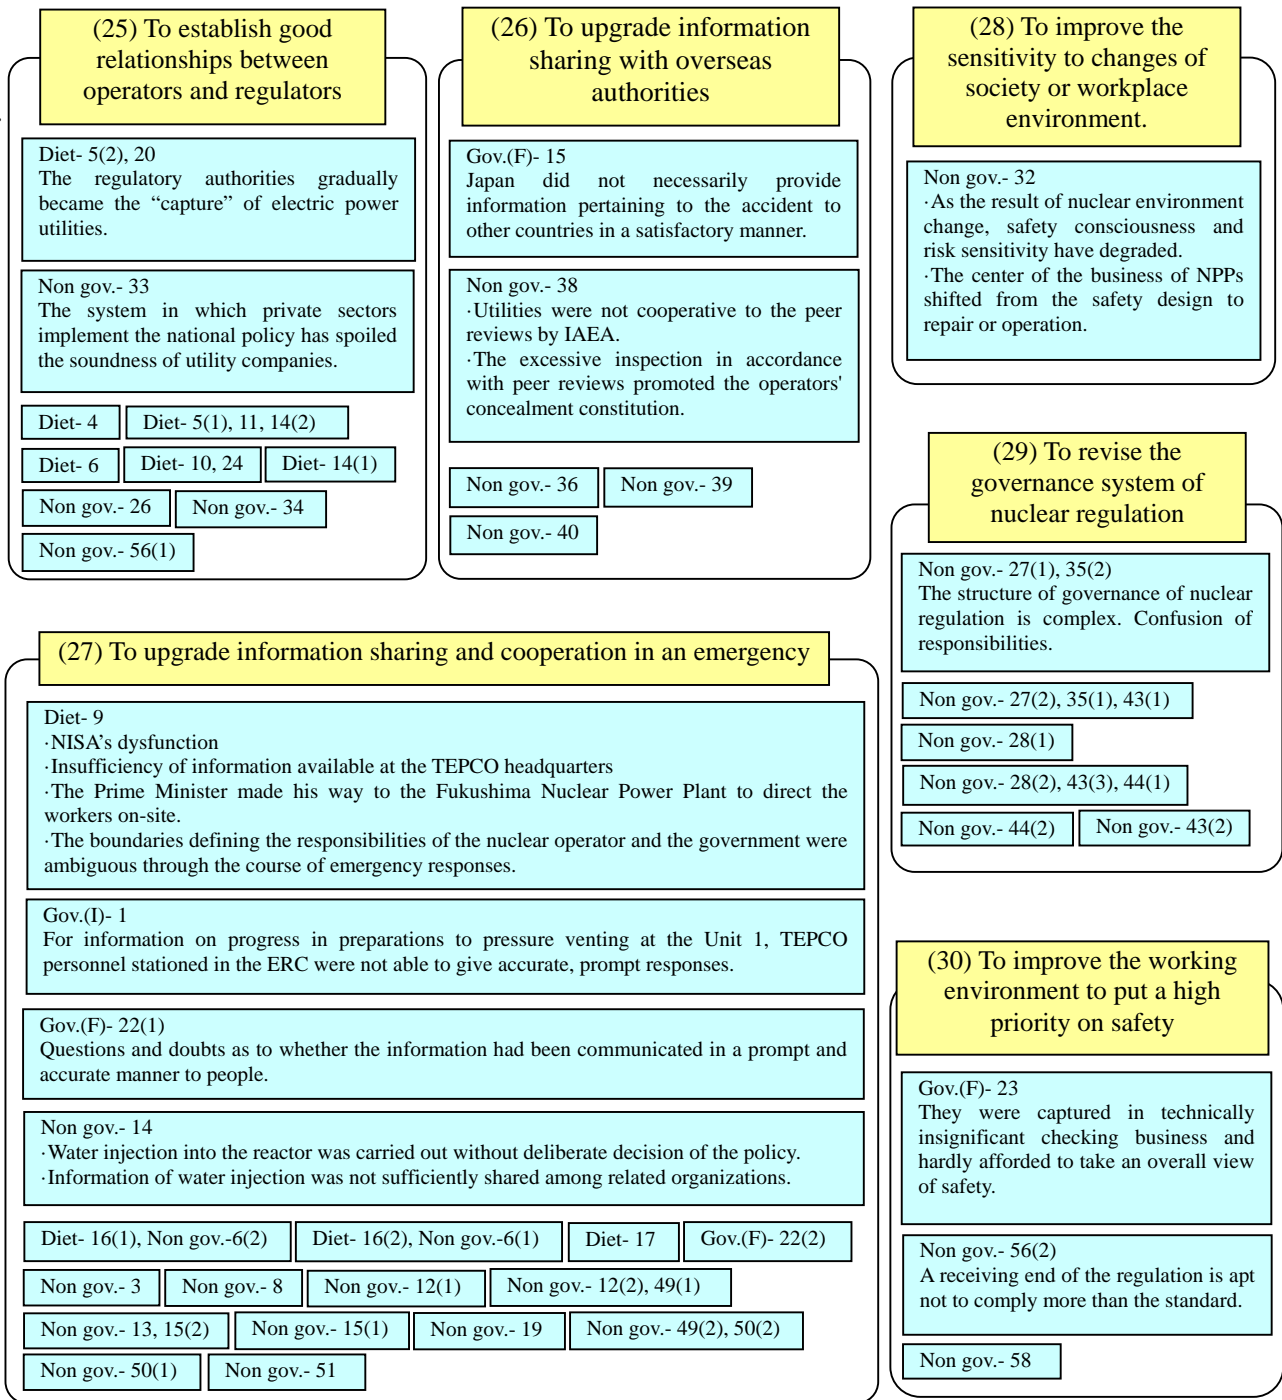 (25) To establish good
relationships between
operators and regulators
Diet- 5(2), 20
The regulatory authorities gradually
became the “capture” of electric power
utilities.
Non gov.- 33
The system in which private sectors
implement the national policy has spoiled
the soundness of utility companies.
Diet- 4
Diet- 5(1), 11, 14(2)
Diet- 6
Diet- 10, 24
Diet- 14(1)
Non gov.- 26
Non gov.- 34
Non gov.- 56(1)
(26) To upgrade information
sharing with overseas
authorities
Gov.(F)- 15
Japan did not necessarily provide
information pertaining to the accident to
other countries in a satisfactory manner.
Non gov.- 38
·Utilities were not cooperative to the peer
reviews by IAEA.
·The excessive inspection in accordance
with peer reviews promoted the operators'
concealment constitution.
Non gov.- 36
Non gov.- 39
Non gov.- 40
(28) To improve the
sensitivity to changes of
society or workplace
environment.
Non gov.- 32
·As the result of nuclear environment
change, safety consciousness and
risk sensitivity have degraded.
·The center of the business of NPPs
shifted from the safety design to
repair or operation.
(29) To revise the
governance system of
nuclear regulation
Non gov.- 27(1), 35(2)
The structure of governance of nuclear
regulation is complex. Confusion of
responsibilities.
Non gov.- 27(2), 35(1), 43(1)
Non gov.- 28(1)
Non gov.- 28(2), 43(3), 44(1)
Non gov.- 44(2)
Non gov.- 43(2)
(27) To upgrade information sharing and cooperation in an emergency
Diet- 9
·NISA’s dysfunction
·Insufficiency of information available at the TEPCO headquarters
·The Prime Minister made his way to the Fukushima Nuclear Power Plant to direct the
workers on-site.
·The boundaries defining the responsibilities of the nuclear operator and the government were
ambiguous through the course of emergency responses.
Gov.(I)- 1
For information on progress in preparations to pressure venting at the Unit 1, TEPCO
personnel stationed in the ERC were not able to give accurate, prompt responses.
Gov.(F)- 22(1)
Questions and doubts as to whether the information had been communicated in a prompt and
accurate manner to people.
Non gov.- 14
·Water injection into the reactor was carried out without deliberate decision of the policy.
·Information of water injection was not sufficiently shared among related organizations.
Diet- 16(1), Non gov.-6(2)
Diet- 16(2), Non gov.-6(1)
Diet- 17
Gov.(F)- 22(2)
Non gov.- 3
Non gov.- 8
Non gov.- 12(1)
Non gov.- 12(2), 49(1)
Non gov.- 13, 15(2)
Non gov.- 15(1)
Non gov.- 19
Non gov.- 49(2), 50(2)
Non gov.- 50(1)
Non gov.- 51
(30) To improve the working
environment to put a high
priority on safety
Gov.(F)- 23
They were captured in technically
insignificant checking business and
hardly afforded to take an overall view
of safety.
Non gov.- 56(2)
A receiving end of the regulation is apt
not to comply more than the standard.
Non gov.- 58